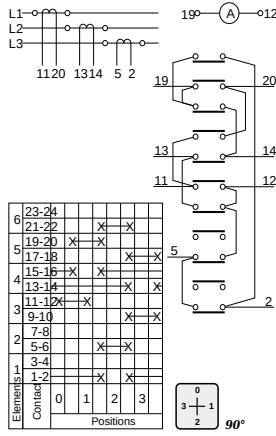 L1
L2
L3
11 20 13 14 5 2
19 A 12
19 20
13 14
11 12
5
2
6 23-24
21-22 X X
5 19-20 X X
17-18 X X
4 15-16 X X
13-14 X X
3 11-12 X X
9-10 X X
2 7-8
5-6 X X
1 3-4
1-2 X X
Elements Contact 0 1 2 3
Positions
0
3 1
2
90°